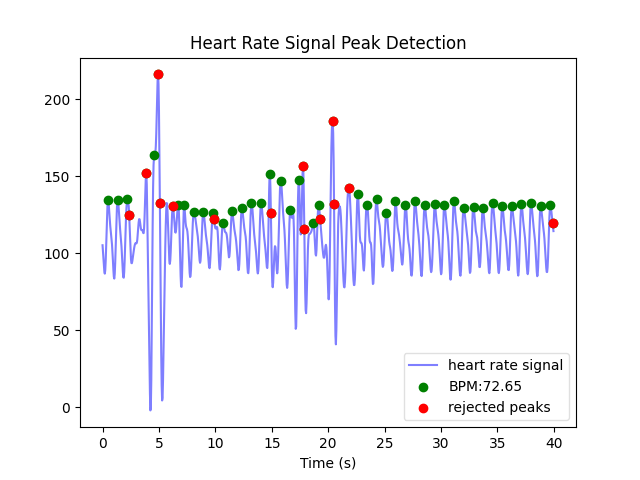 Heart Rate Signal Peak Detection
200
150
100
50
0
heart rate signal
BPM:72.65
rejected peaks
0 5 10 15 20 25 30 35 40
Time (s)